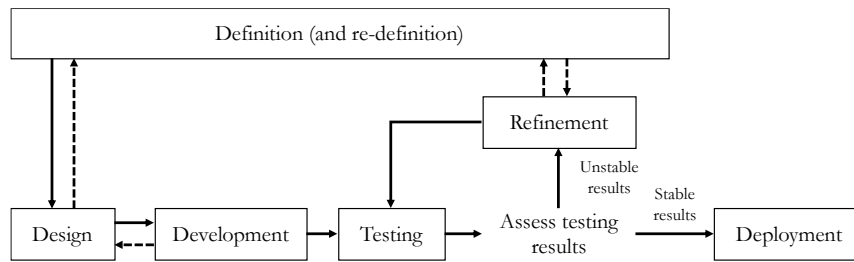 Definition (and re-definition)
Refinement
Unstable
results
Stable
results
Design
Development
Testing
Assess testing
results
Deployment